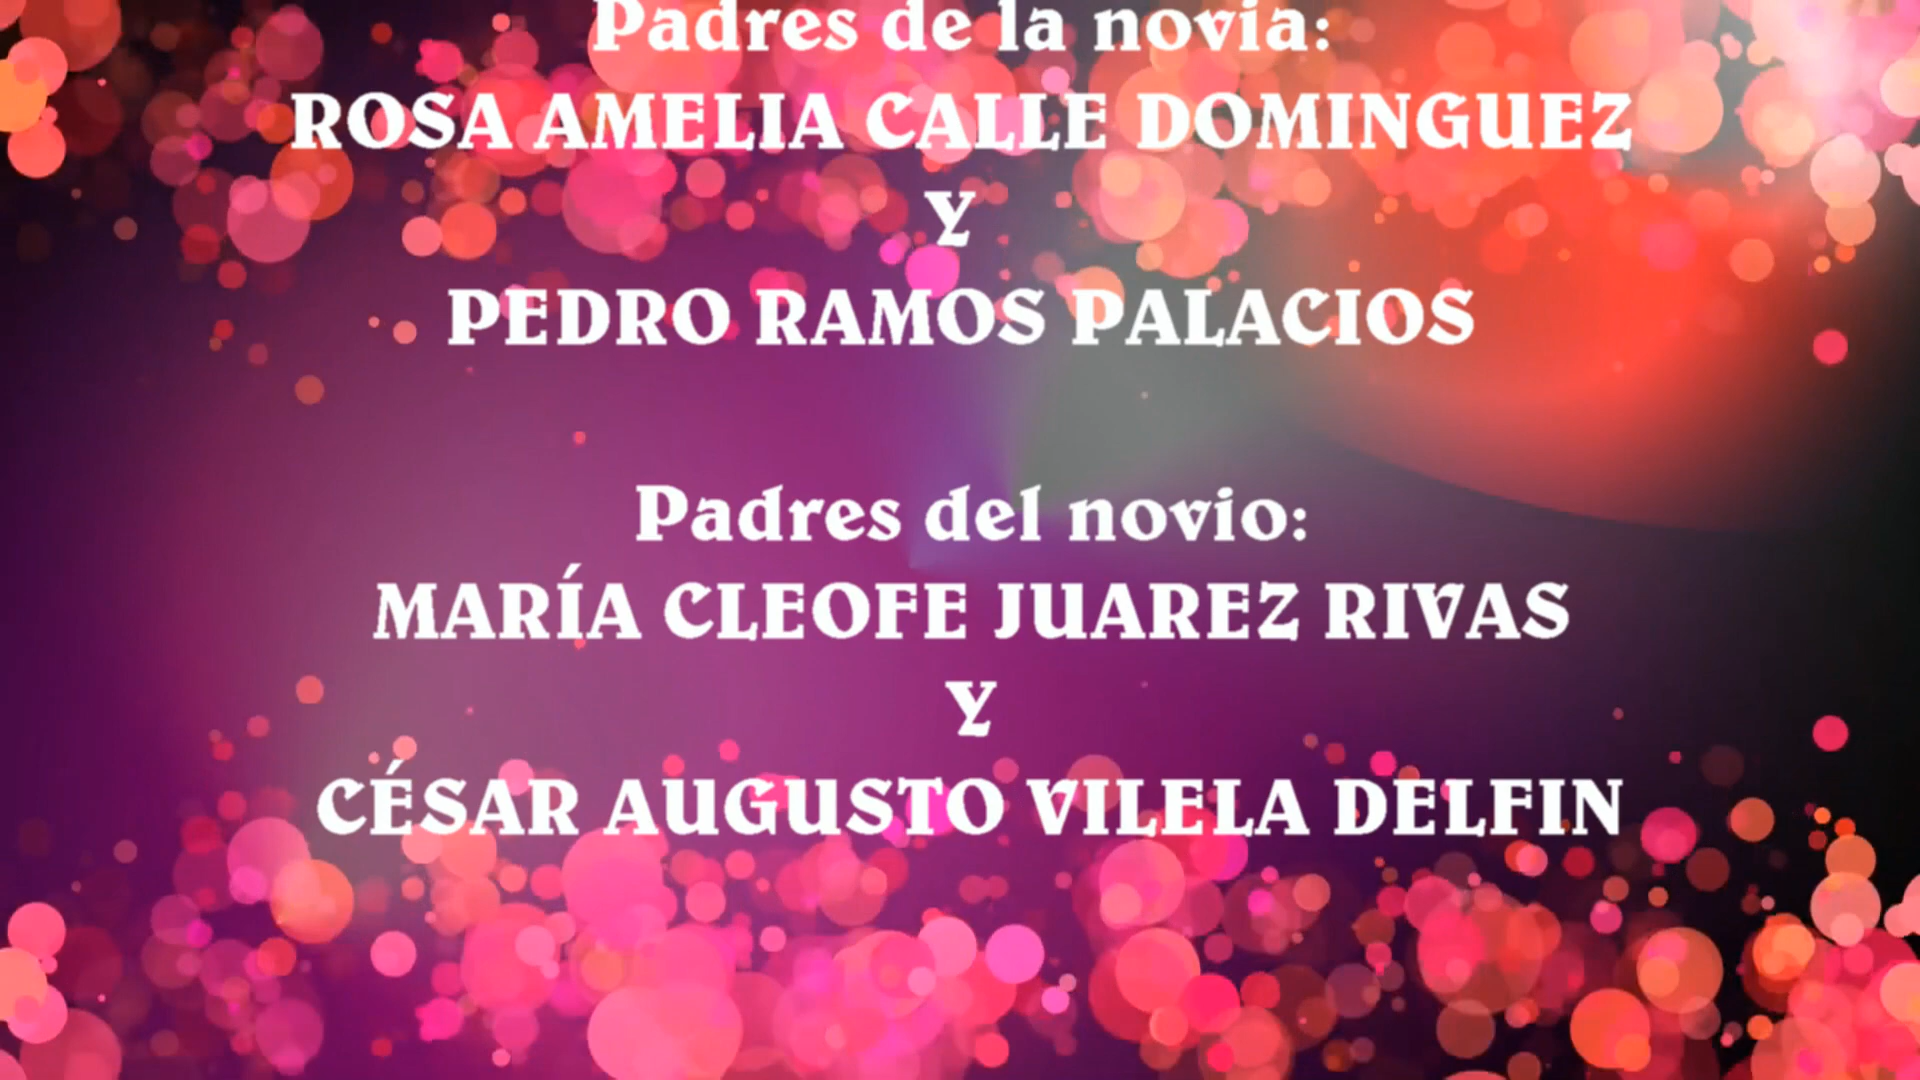 Padres de la novia:
ROSA AMELIA CALLE DOMINGUEZ
Y
PEDRO RAMOS PALACIOS
Padres del novio:
MARÍA CLEOFE JUAREZ RIVAS
Y
CÉSAR AUGUSTO VILELA DELFIN